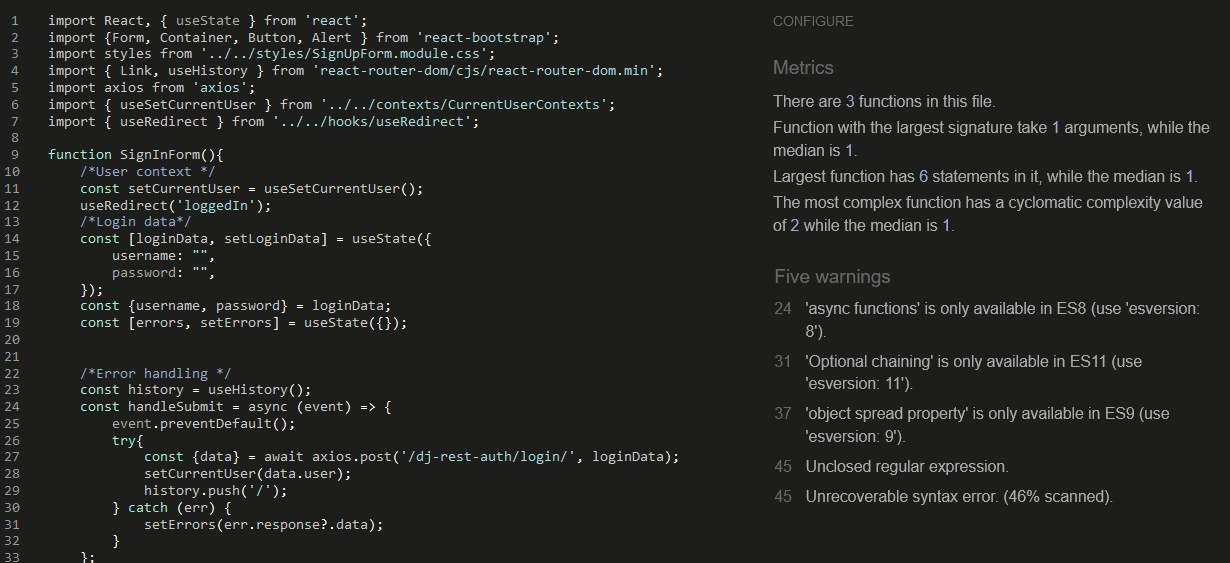 1 import React, { useState } from 'react';
2 import {Form, Container, Button, Alert } from 'react-bootstrap';
3 import styles from '../../styles/SignUpForm.module.css';
4 import { Link, useHistory } from 'react-router-dom/cjs/react-router-dom.min';
5 import axios from 'axios';
6 import { useSetCurrentUser } from '../../contexts/CurrentUserContexts';
7 import { useRedirect } from '../../hooks/useRedirect';
8
9 function SignInForm(){
10     /*User context */
11     const setCurrentUser = useSetCurrentUser();
12     useRedirect('loggedIn');
13     /*Login data*/
14     const [loginData, setLoginData] = useState({
15         username: "",
16         password: "",
17     });
18     const {username, password} = loginData;
19     const [errors, setErrors] = useState({});
20
21
22     /*Error handling */
23     const history = useHistory();
24     const handleSubmit = async (event) => {
25         event.preventDefault();
26         try{
27             const {data} = await axios.post('/dj-rest-auth/login/', loginData);
28             setCurrentUser(data.user);
29             history.push('/');
30         } catch (err) {
31             setErrors(err.response?.data);
32         }
33     };
CONFIGURE
Metrics
There are 3 functions in this file.
Function with the largest signature take 1 arguments, while the
median is 1.
Largest function has 6 statements in it, while the median is 1.
The most complex function has a cyclomatic complexity value
of 2 while the median is 1.
Five warnings
24 'async functions' is only available in ES8 (use 'esversion:
8').
31 'Optional chaining' is only available in ES11 (use
'esversion: 11').
37 'object spread property' is only available in ES9 (use
'esversion: 9').
45 Unclosed regular expression.
45 Unrecoverable syntax error. (46% scanned).